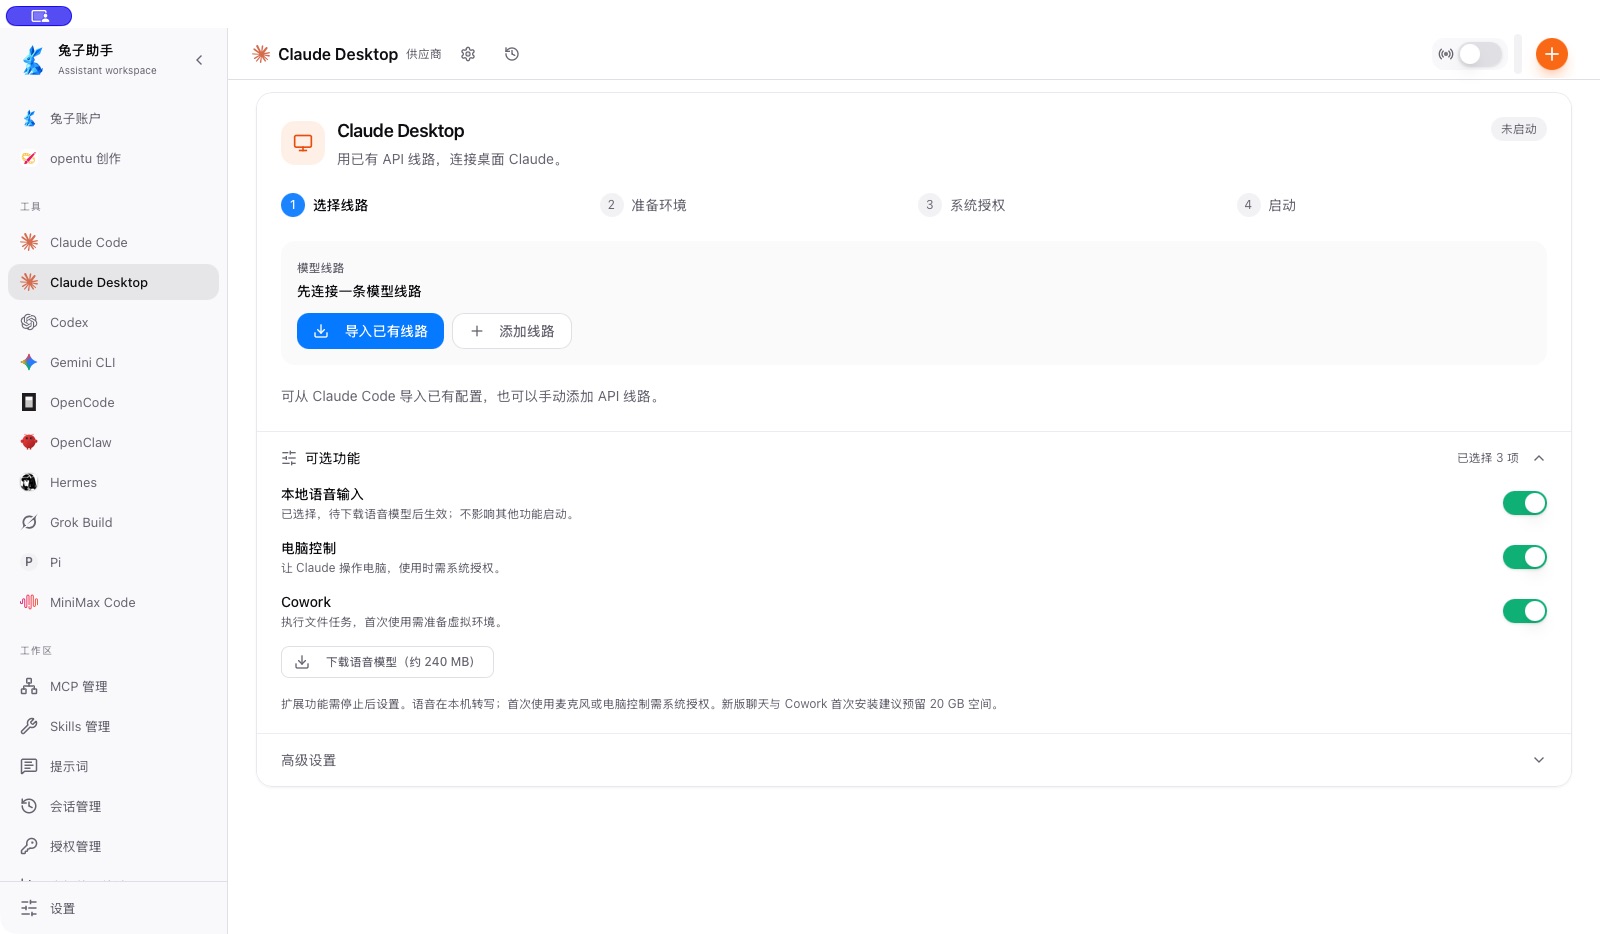 兔子助手
Assistant workspace
兔子账户
opentu 创作
工具
Claude Code
Claude Desktop
Codex
Gemini CLI
OpenCode
OpenClaw
Hermes
Grok Build
P Pi
MiniMax Code
工作区
MCP 管理
Skills 管理
提示词
会话管理
授权管理
设置
Claude Desktop 供应商
Claude Desktop
未启动
用已有 API 线路，连接桌面 Claude。
1 选择线路
2 准备环境
3 系统授权
4 启动
模型线路
先连接一条模型线路
导入已有线路
添加线路
可从 Claude Code 导入已有配置，也可以手动添加 API 线路。
可选功能
已选择 3 项
本地语音输入
已选择，待下载语音模型后生效；不影响其他功能启动。
电脑控制
让 Claude 操作电脑，使用时需系统授权。
Cowork
执行文件任务，首次使用需准备虚拟环境。
下载语音模型（约 240 MB）
扩展功能需停止后设置。语音在本机转写；首次使用麦克风或电脑控制需系统授权。新版聊天与 Cowork 首次安装建议预留 20 GB 空间。
高级设置